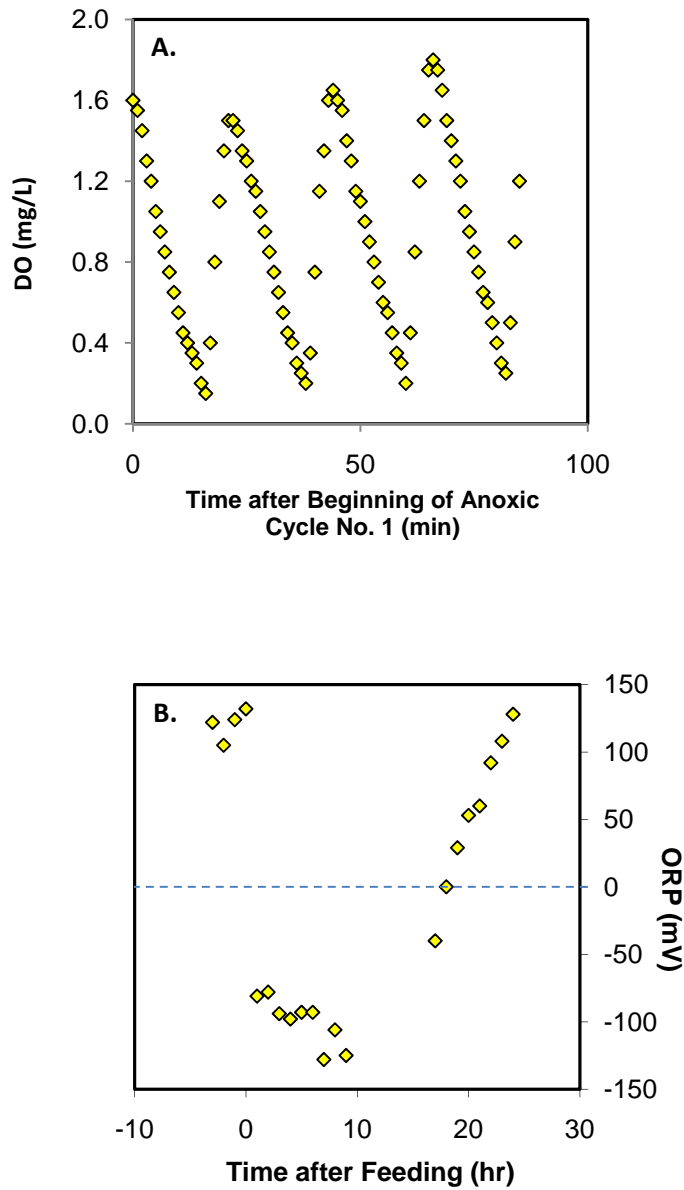 2.0
A.
1.6
1.2
0.8
0.4
0.0
DO (mg/L)
0 50 100
Time after Beginning of Anoxic
Cycle No. 1 (min)
B.
150
100
50
0
-50
-100
-150
ORP (mV)
-10 0 10 20 30
Time after Feeding (hr)